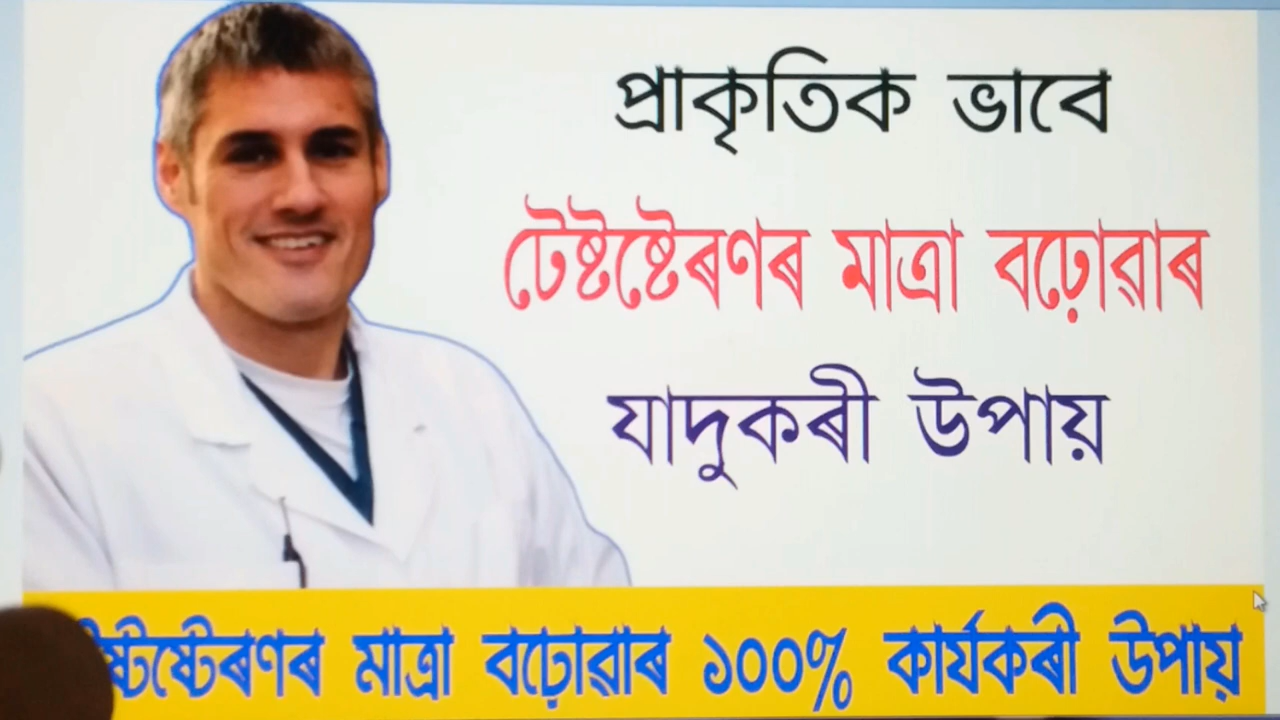 প্ৰাকৃতিক ভাবে
টেষ্টষ্টেৰণৰ মাত্ৰা বঢ়োৱাৰ
যাদুকৰী উপায়
মাত্ৰা বঢ়োৱাৰ ১০০% কাৰ্যকৰী উপায়